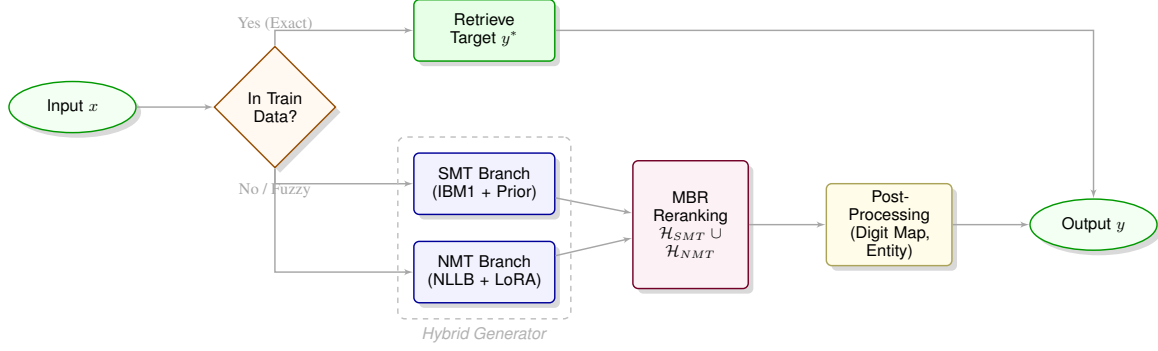 Yes (Exact)
Retrieve
Target y*
Input x
In Train
Data?
No / Fuzzy
SMT Branch
(IBM1 + Prior)
NMT Branch
(NLLB + LoRA)
Hybrid Generator
MBR
Reranking
ℋ_SMT ∪
ℋ_NMT
Post-
Processing
(Digit Map,
Entity)
Output y